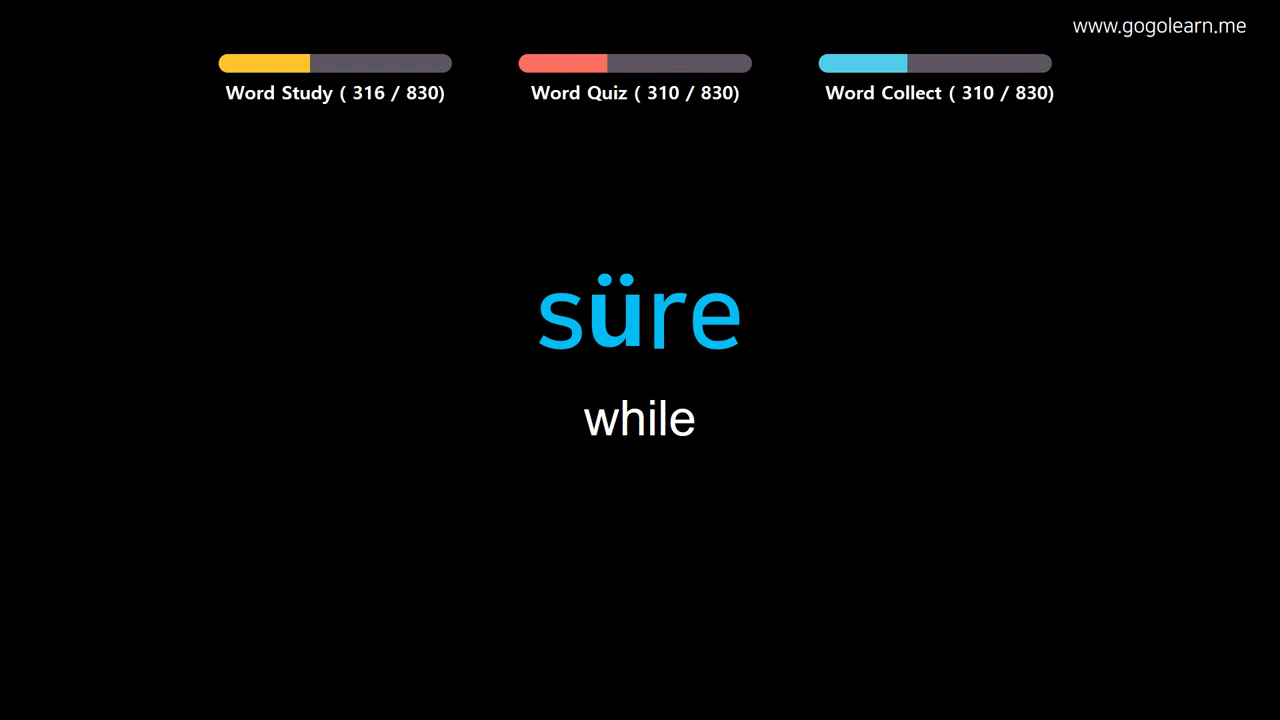 www.gogolearn.me
Word Study ( 316 / 830)
Word Quiz ( 310 / 830)
Word Collect ( 310 / 830)
süre
while